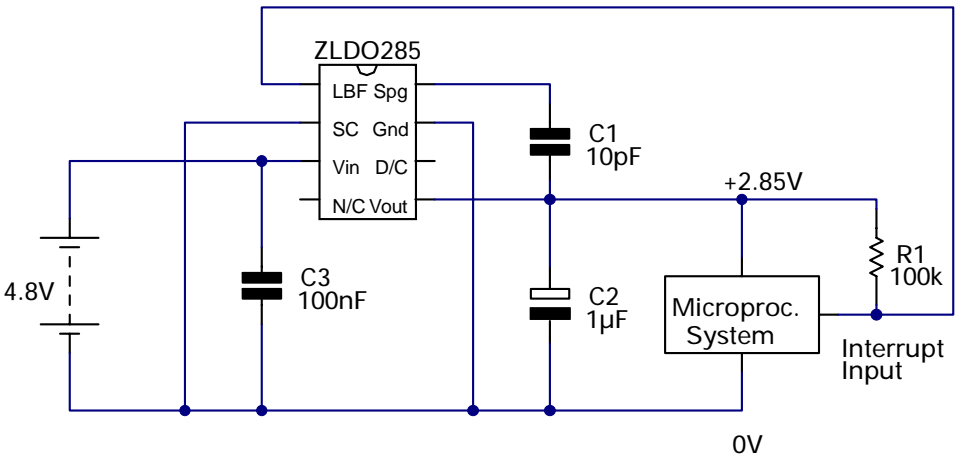 ZLDO285
LBF Spg
SC Gnd
Vin D/C
N/C Vout
C1
10pF
+2.85V
R1
100k
4.8V
C3
100nF
C2
1µF
Microproc.
System
Interrupt
Input
0V